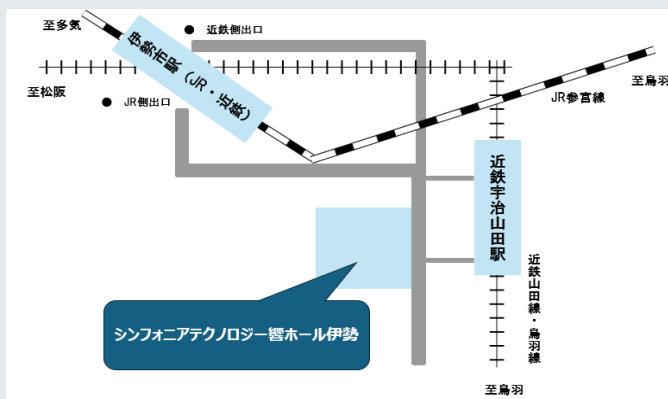 至多気
近鉄側出口
伊勢市駅（JR・近鉄）
至松阪
JR側出口
至鳥羽
JR参宮線
近鉄宇治山田駅
近鉄山田線・鳥羽線
シンフォニアテクノロジー響ホール伊勢
至鳥羽